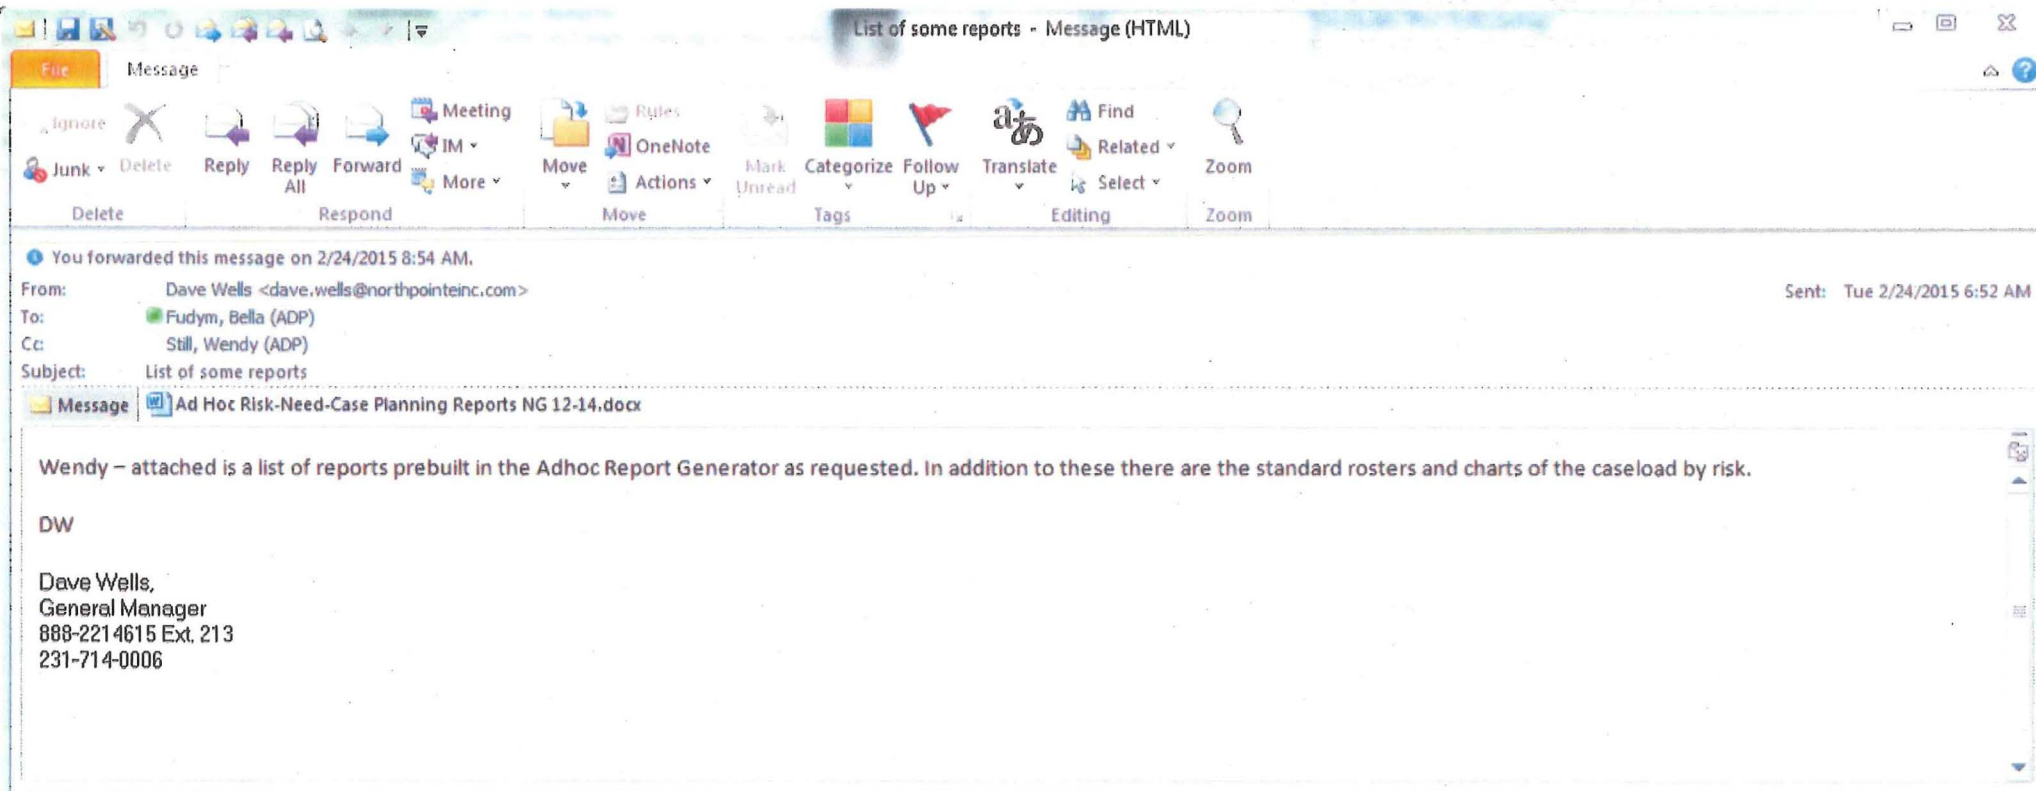 List of some reports - Message (HTML)
File Message
Ignore
Junk Delete
Reply
Reply All
Forward
Meeting
IM
More
Move
Rules
OneNote
Actions
Mark Unread
Categorize
Follow Up
Translate
Find
Related
Select
Zoom
Delete Respond Move Tags Editing Zoom
You forwarded this message on 2/24/2015 8:54 AM.
From: Dave Wells <dave.wells@northpointeinc.com> Sent: Tue 2/24/2015 6:52 AM
To: Fudym, Bella (ADP)
Cc: Still, Wendy (ADP)
Subject: List of some reports
Message Ad Hoc Risk-Need-Case Planning Reports NG 12-14.docx
Wendy – attached is a list of reports prebuilt in the Adhoc Report Generator as requested. In addition to these there are the standard rosters and charts of the caseload by risk.
DW
Dave Wells,
General Manager
888-2214615 Ext. 213
231-714-0006